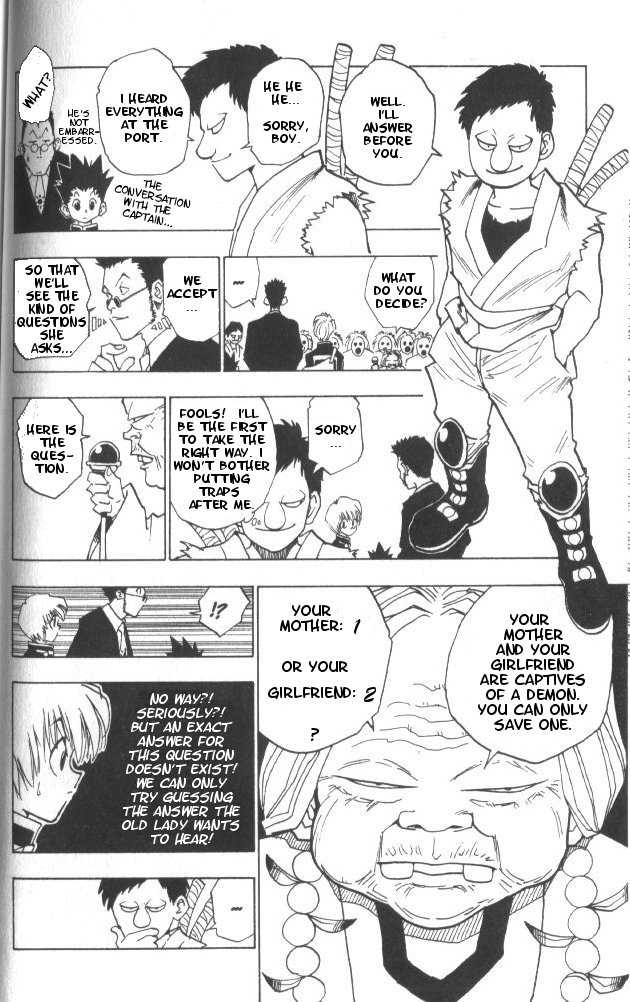 WELL.
I'LL
ANSWER
BEFORE
YOU.
HE HE
HE...
SORRY,
BOY.
I HEARD
EVERYTHING
AT THE
PORT.
THE
CONVERSATION
WITH THE
CAPTAIN...
HE'S
NOT
EMBARR-
ESSED.
WHAT?
WHAT
DO YOU
DECIDE?
...
WE
ACCEPT
...
SO THAT
WE'LL
SEE THE
KIND OF
QUESTIONS
SHE
ASKS...
SORRY
...
FOOLS! I'LL
BE THE FIRST
TO TAKE THE
RIGHT WAY. I
WON'T BOTHER
PUTTING
TRAPS
AFTER ME.
HERE IS
THE
QUES-
TION.
YOUR
MOTHER
AND YOUR
GIRLFRIEND
ARE CAPTIVES
OF A DEMON.
YOU CAN ONLY
SAVE ONE.
YOUR
MOTHER: 1
OR YOUR
GIRLFRIEND: 2
?
!?
NO WAY?!
SERIOUSLY?!
BUT AN EXACT
ANSWER FOR
THIS QUESTION
DOESN'T EXIST!
WE CAN ONLY
TRY GUESSING
THE ANSWER THE
OLD LADY WANTS
TO HEAR!
...